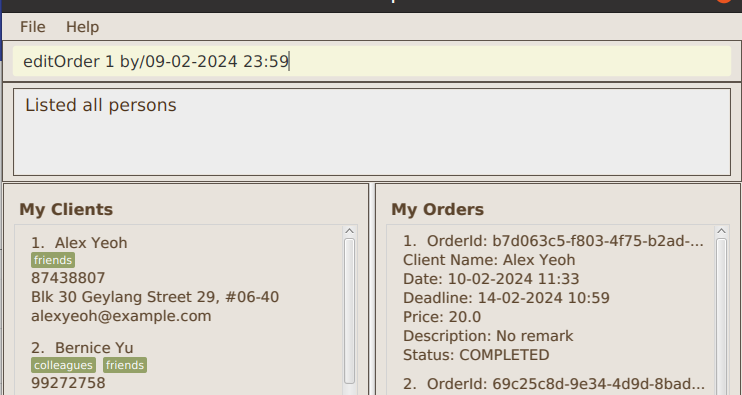 File Help
editOrder 1 by/09-02-2024 23:59
Listed all persons
My Clients
1. Alex Yeoh
friends
87438807
Blk 30 Geylang Street 29, #06-40
alexyeoh@example.com
2. Bernice Yu
colleagues friends
99272758
My Orders
1. OrderId: b7d063c5-f803-4f75-b2ad-...
Client Name: Alex Yeoh
Date: 10-02-2024 11:33
Deadline: 14-02-2024 10:59
Price: 20.0
Description: No remark
Status: COMPLETED
2. OrderId: 69c25c8d-9e34-4d9d-8bad...